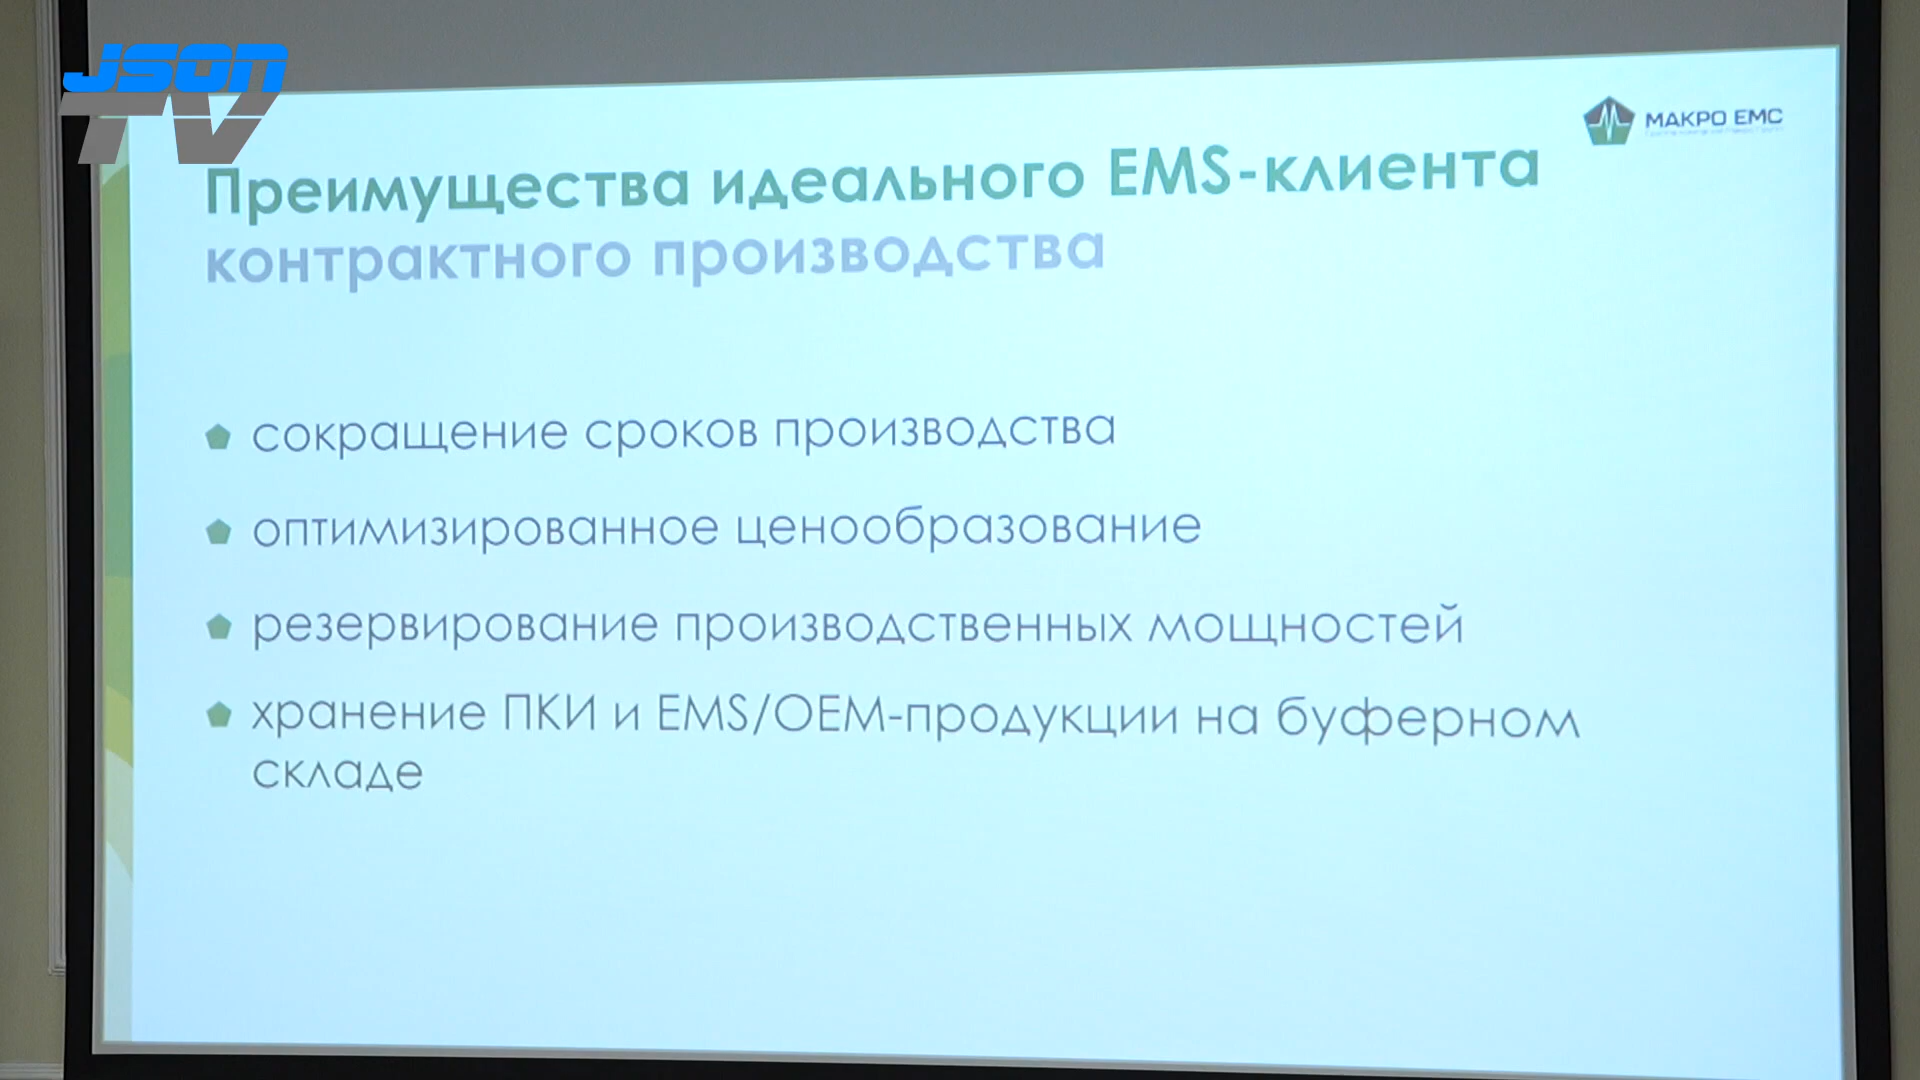 JSON
TV
МАКРО ЕМС
Преимущества идеального EMS-клиента
контрактного производства
сокращение сроков производства
оптимизированное ценообразование
резервирование производственных мощностей
хранение ПКИ и EMS/OEM-продукции на буферном
складе